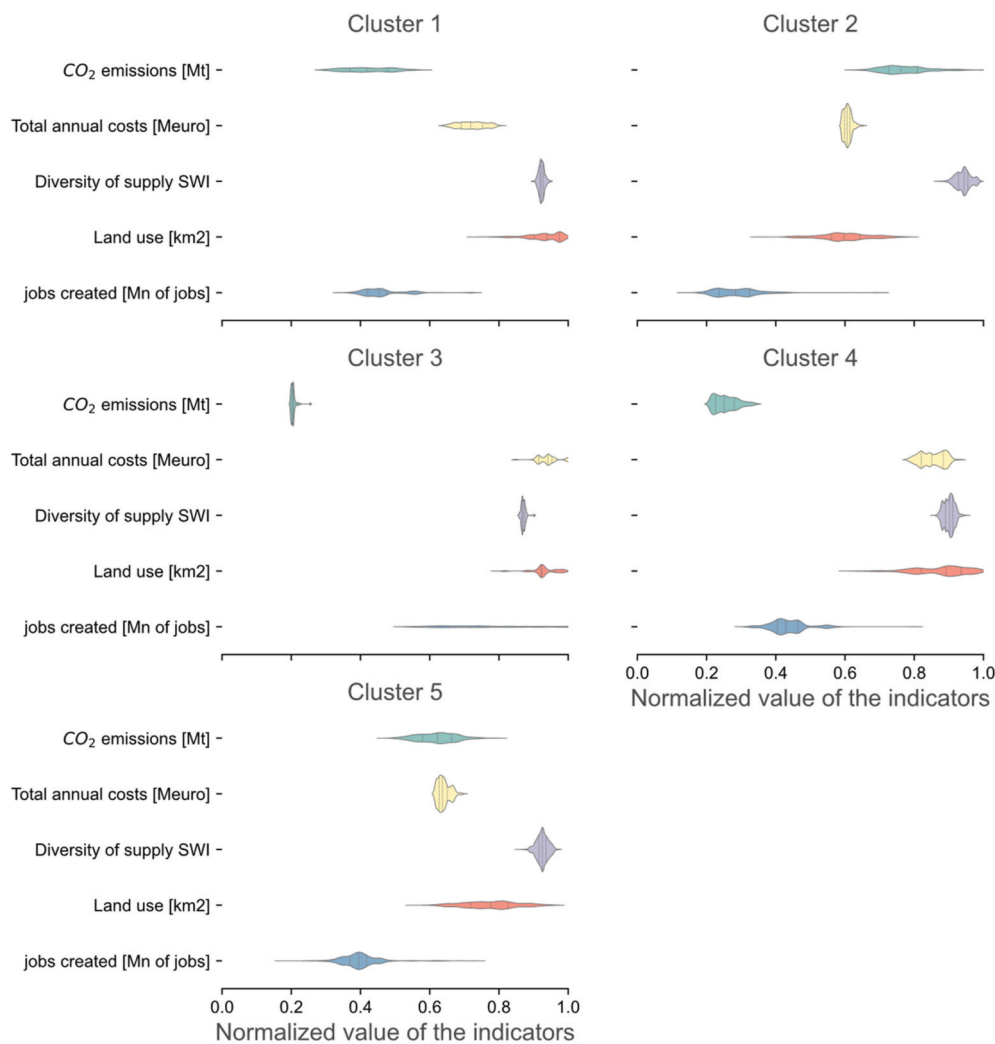 Cluster 1
Cluster 2
CO2 emissions [Mt]
Total annual costs [Meuro]
Diversity of supply SWI
Land use [km2]
jobs created [Mn of jobs]
Cluster 3
Cluster 4
CO2 emissions [Mt]
Total annual costs [Meuro]
Diversity of supply SWI
Land use [km2]
jobs created [Mn of jobs]
0.0 0.2 0.4 0.6 0.8 1.0
Normalized value of the indicators
Cluster 5
CO2 emissions [Mt]
Total annual costs [Meuro]
Diversity of supply SWI
Land use [km2]
jobs created [Mn of jobs]
0.0 0.2 0.4 0.6 0.8 1.0
Normalized value of the indicators